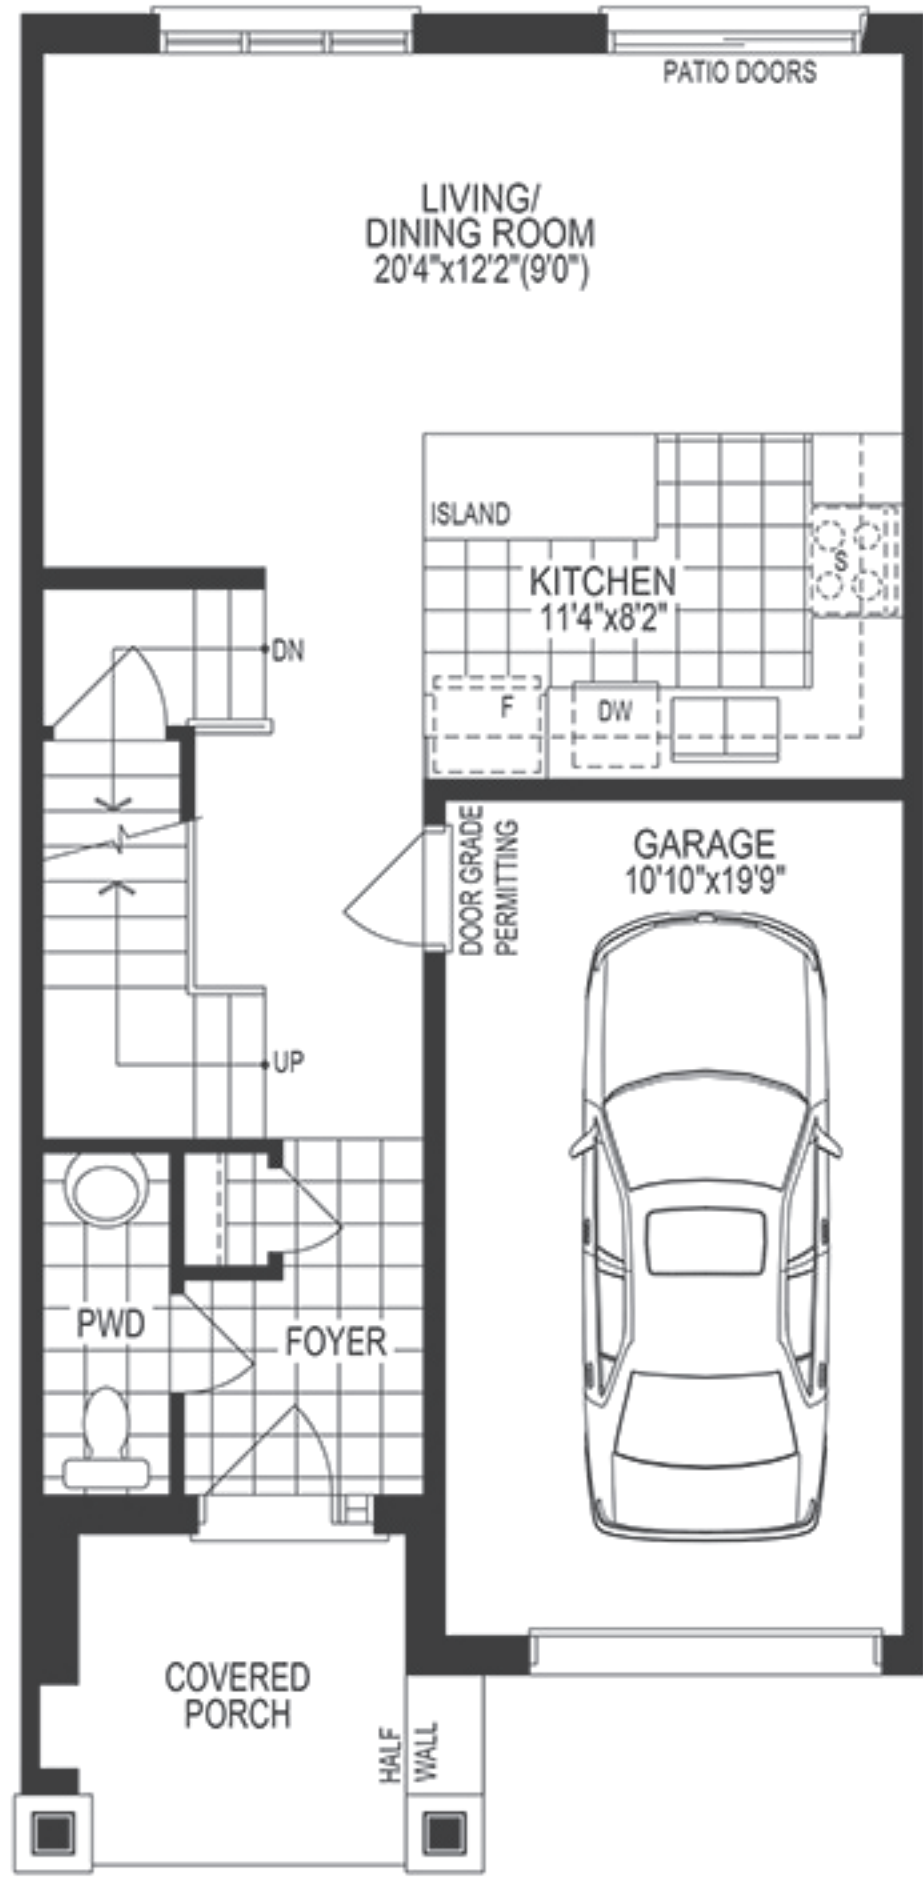 PATIO DOORS
LIVING/
DINING ROOM
20'4"x12'2"(9'0")
ISLAND
KITCHEN
11'4"x8'2"
S
DN
F
DW
DOOR GRADE
PERMITTING
GARAGE
10'10"x19'9"
UP
PWD
FOYER
COVERED
PORCH
HALF
WALL